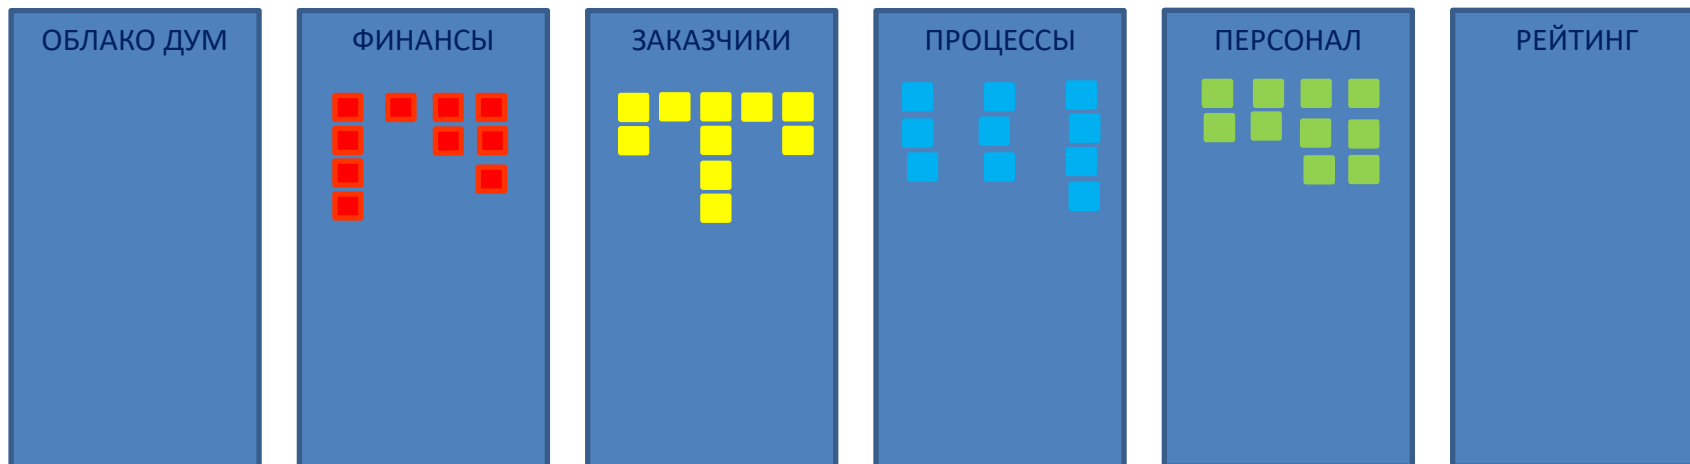 ОБЛАКО ДУМ
ФИНАНСЫ
ЗАКАЗЧИКИ
ПРОЦЕССЫ
ПЕРСОНАЛ
РЕЙТИНГ